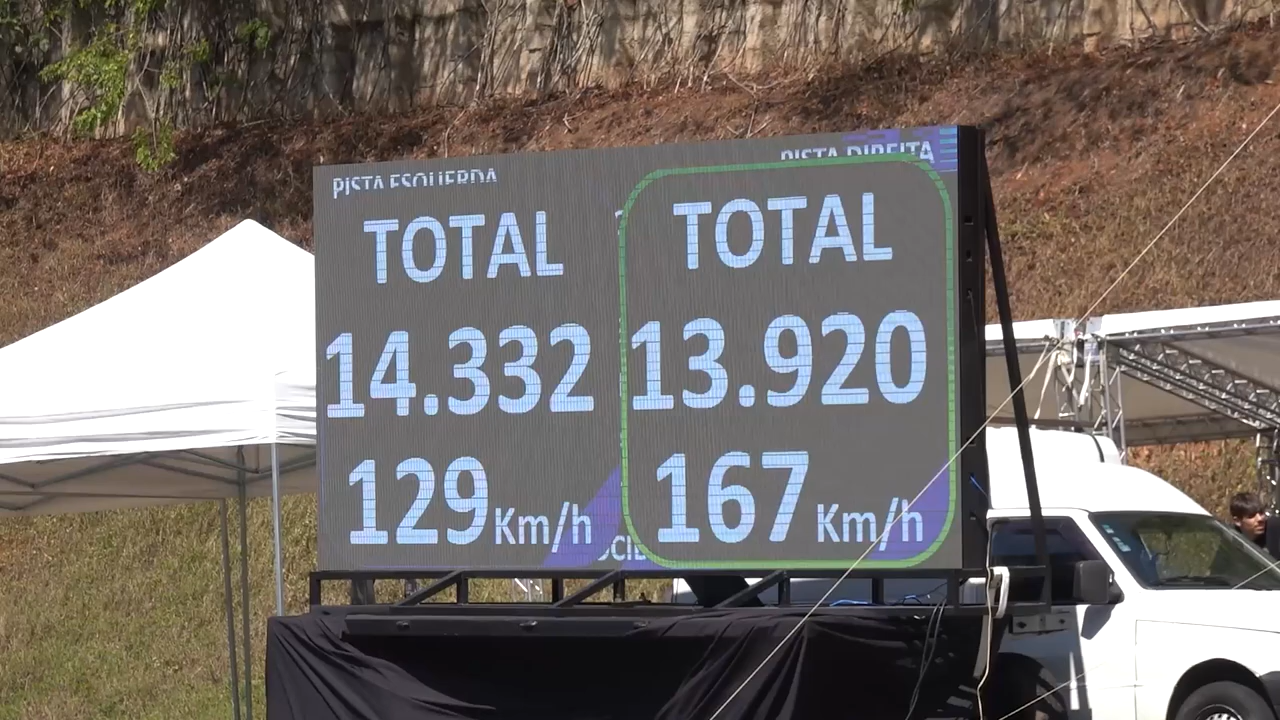 PISTA ESQUERDA
TOTAL
14.332
129 Km/h
PISTA DIREITA
TOTAL
13.920
167 Km/h